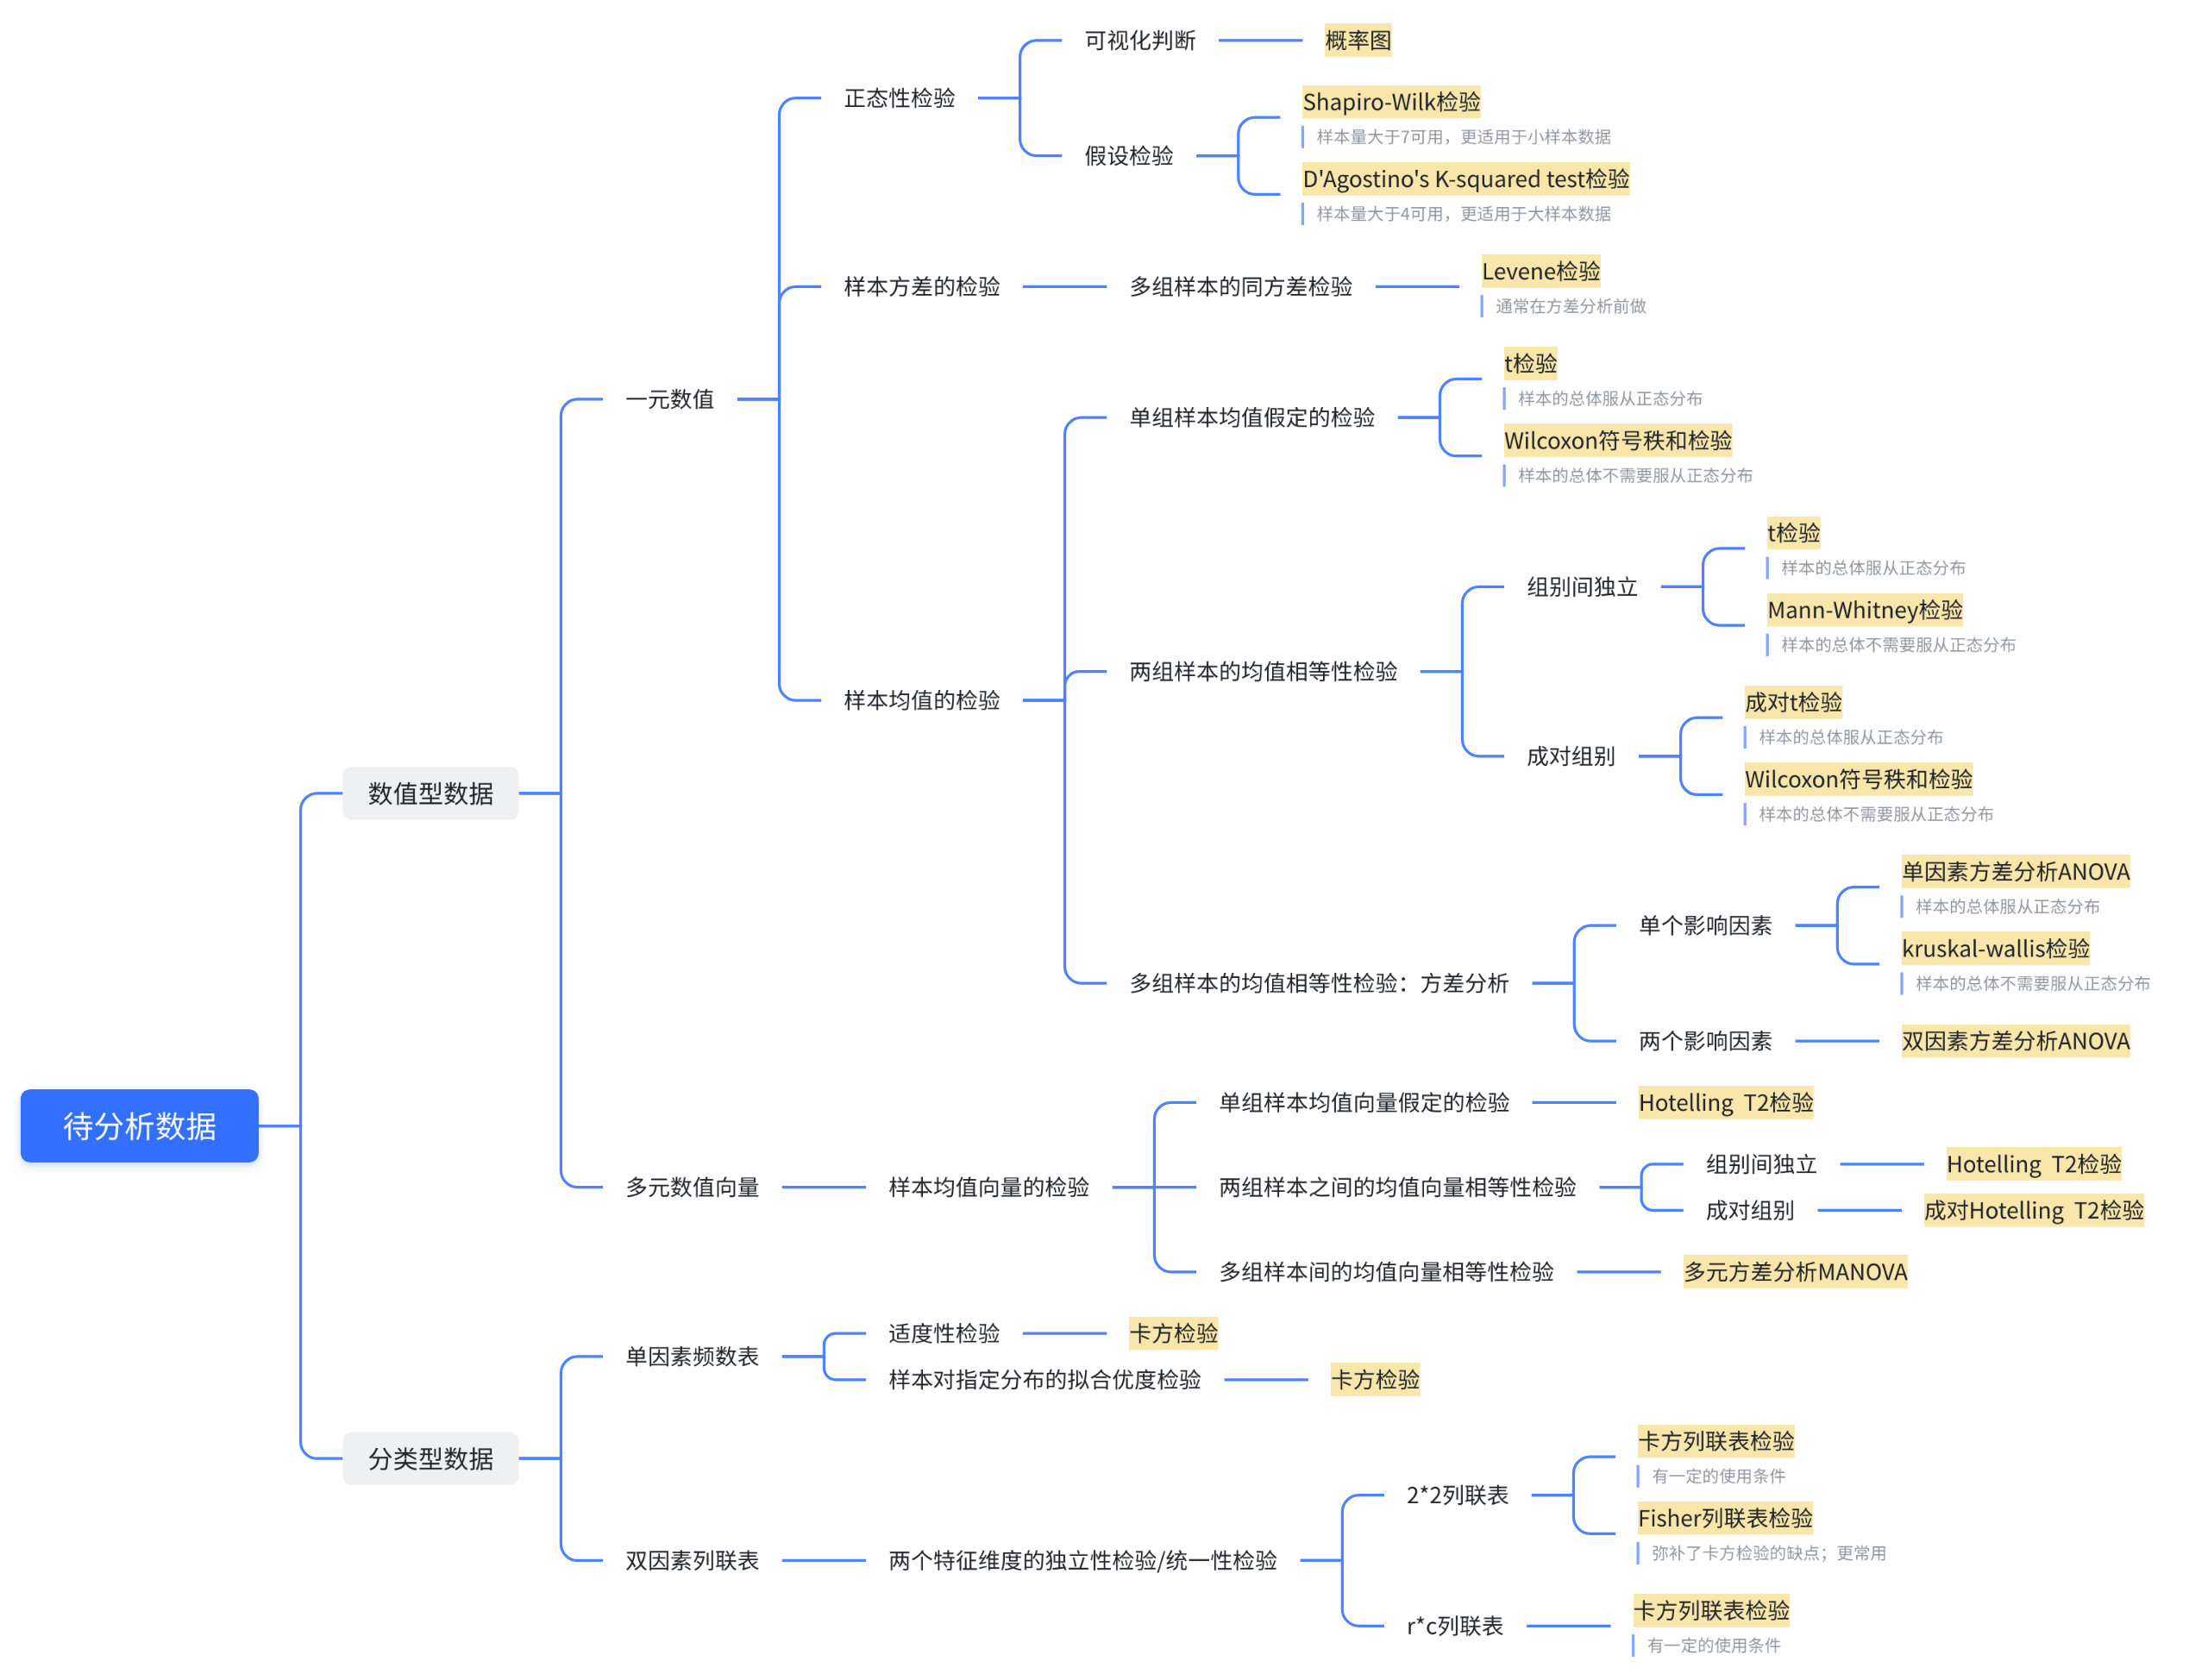 可视化判断
概率图
正态性检验
Shapiro-Wilk检验
样本量大于7可用，更适用于小样本数据
假设检验
D'Agostino's K-squared test检验
样本量大于4可用，更适用于大样本数据
样本方差的检验
多组样本的同方差检验
Levene检验
通常在方差分析前做
一元数值
单组样本均值假定的检验
t检验
样本的总体服从正态分布
Wilcoxon符号秩和检验
样本的总体不需要服从正态分布
样本均值的检验
两组样本的均值相等性检验
组别间独立
t检验
样本的总体服从正态分布
Mann-Whitney检验
样本的总体不需要服从正态分布
成对组别
成对t检验
样本的总体服从正态分布
Wilcoxon符号秩和检验
样本的总体不需要服从正态分布
数值型数据
多组样本的均值相等性检验：方差分析
单个影响因素
单因素方差分析ANOVA
样本的总体服从正态分布
kruskal-wallis检验
样本的总体不需要服从正态分布
两个影响因素
双因素方差分析ANOVA
待分析数据
多元数值向量
样本均值向量的检验
单组样本均值向量假定的检验
Hotelling T2检验
两组样本之间的均值向量相等性检验
组别间独立
Hotelling T2检验
成对组别
成对Hotelling T2检验
多组样本间的均值向量相等性检验
多元方差分析MANOVA
分类型数据
单因素频数表
适度性检验
卡方检验
样本对指定分布的拟合优度检验
卡方检验
双因素列联表
两个特征维度的独立性检验/统一性检验
2*2列联表
卡方列联表检验
有一定的使用条件
Fisher列联表检验
弥补了卡方检验的缺点；更常用
r*c列联表
卡方列联表检验
有一定的使用条件